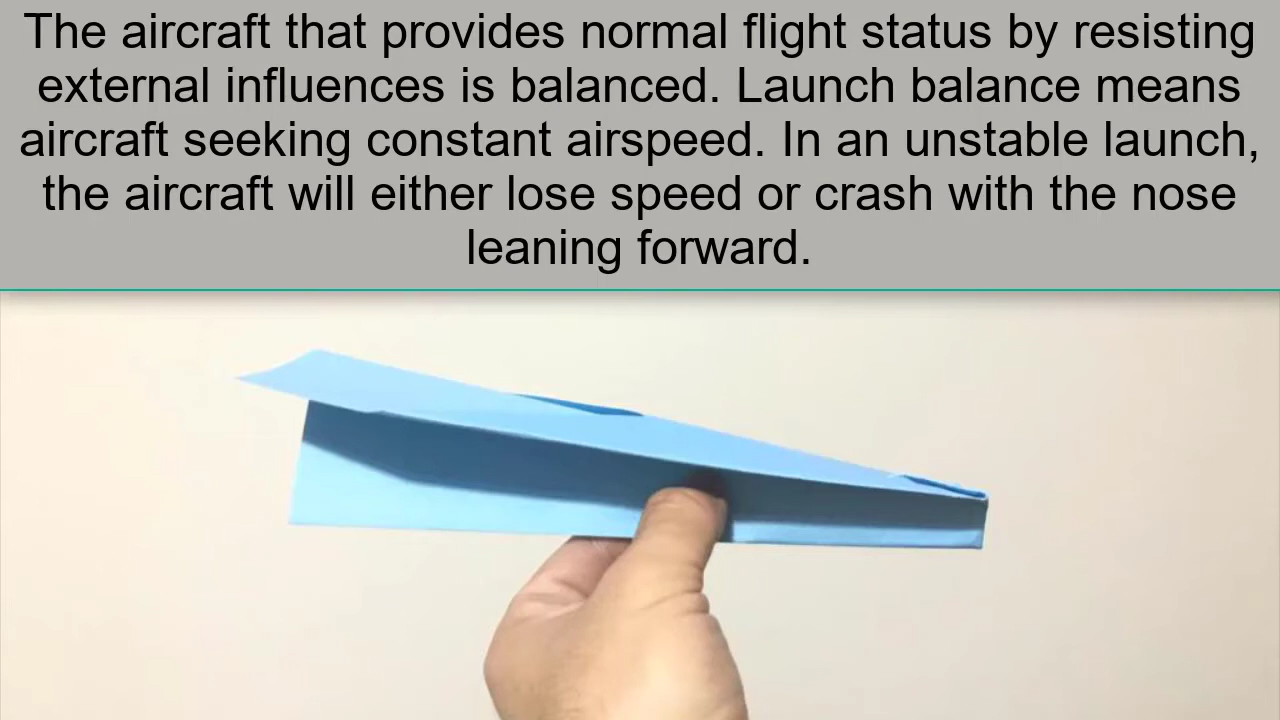 The aircraft that provides normal flight status by resisting
external influences is balanced. Launch balance means
aircraft seeking constant airspeed. In an unstable launch,
the aircraft will either lose speed or crash with the nose
leaning forward.